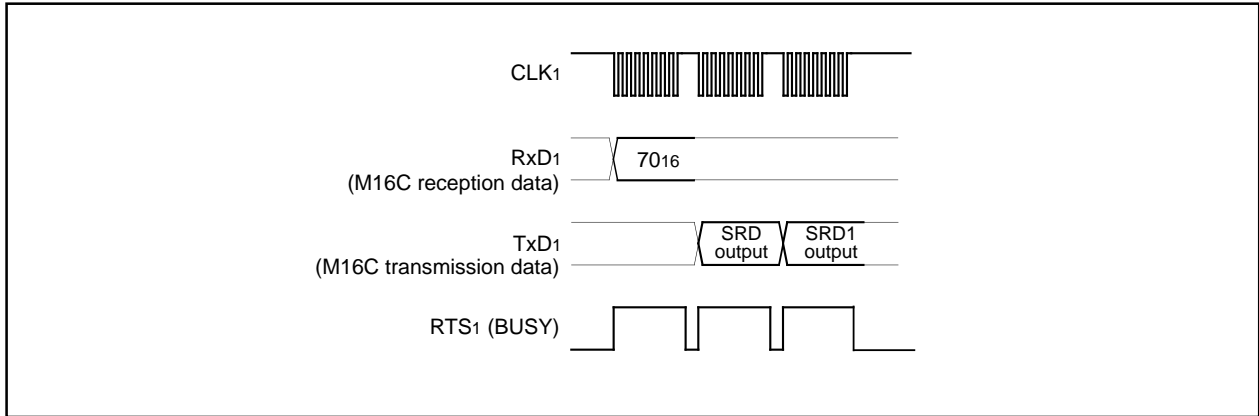 CLK1
RxD1
(M16C reception data)
7016
TxD1
(M16C transmission data)
SRD
output
SRD1
output
RTS1 (BUSY)